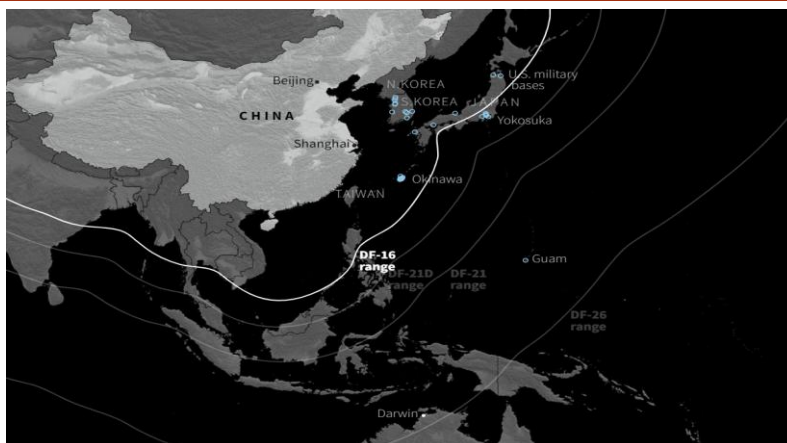 Beijing
N.KOREA
U.S. military
bases
S.KOREA
JAPAN
CHINA
Yokosuka
Shanghai
Okinawa
TAIWAN
DF-16
range
DF-21D
range
DF-21
range
Guam
DF-26
range
Darwin